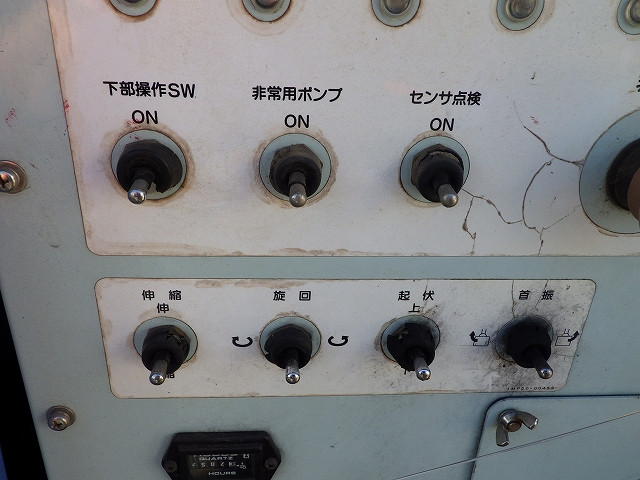 下部操作SW
ON
非常用ポンプ
ON
センサ点検
ON
伸縮
伸
旋回
起伏
上
首振
QUARTZ
HOURS